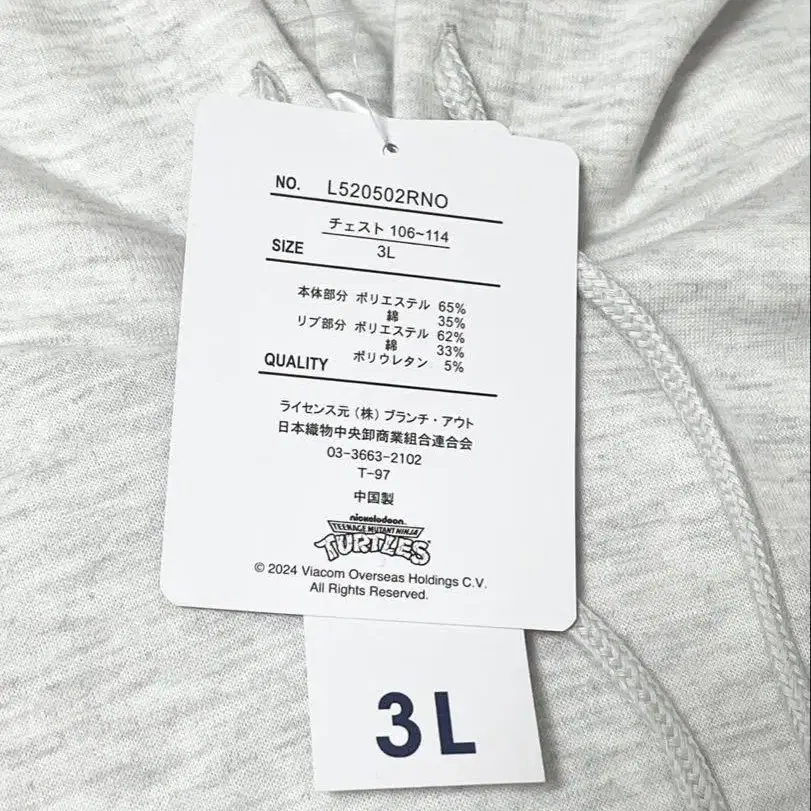 NO. L520502RNO
チェスト 106~114
SIZE 3L
本体部分 ポリエステル 65%
綿 35%
リブ部分 ポリエステル 62%
綿 33%
QUALITY ポリウレタン 5%
ライセンス元(株)ブランチ・アウト
日本織物中央卸商業組合連合会
03-3663-2102
T-97
中国製
nickelodeon
TEENAGE MUTANT NINJA
TURTLES
© 2024 Viacom Overseas Holdings C.V.
All Rights Reserved.
3L